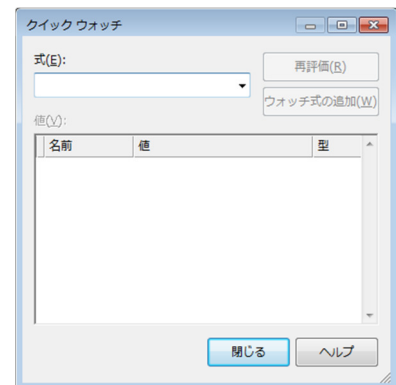 クイック ウォッチ
式(E):
再評価(R)
ウォッチ式の追加(W)
値(V):
名前 値 型
閉じる ヘルプ